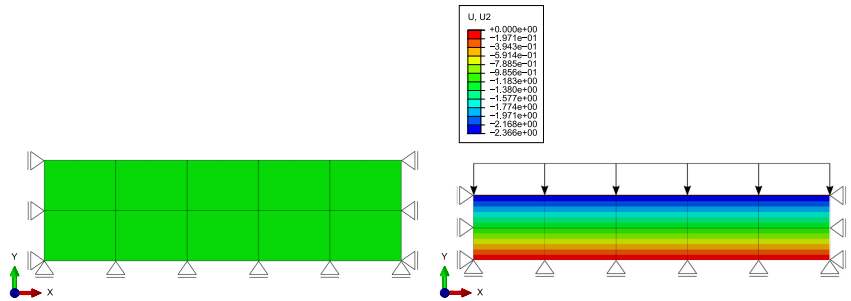 U, U2
+0.000e+00
−1.971e−01
−3.943e−01
−5.914e−01
−7.885e−01
−9.856e−01
−1.183e+00
−1.380e+00
−1.577e+00
−1.774e+00
−1.971e+00
−2.168e+00
−2.366e+00
Y
X
Y
X